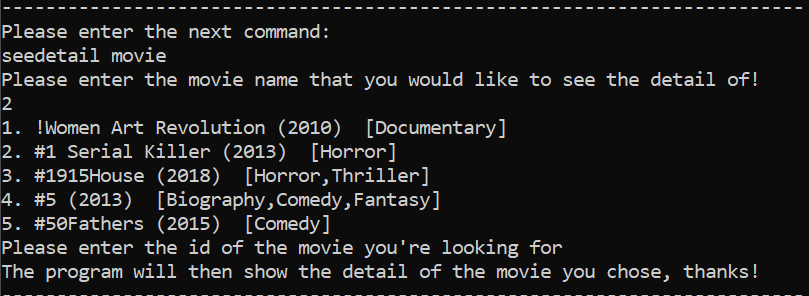 Please enter the next command:
seedetail movie
Please enter the movie name that you would like to see the detail of!
2
1. !Women Art Revolution (2010)  [Documentary]
2. #1 Serial Killer (2013)  [Horror]
3. #1915House (2018)  [Horror,Thriller]
4. #5 (2013)  [Biography,Comedy,Fantasy]
5. #50Fathers (2015)  [Comedy]
Please enter the id of the movie you're looking for
The program will then show the detail of the movie you chose, thanks!